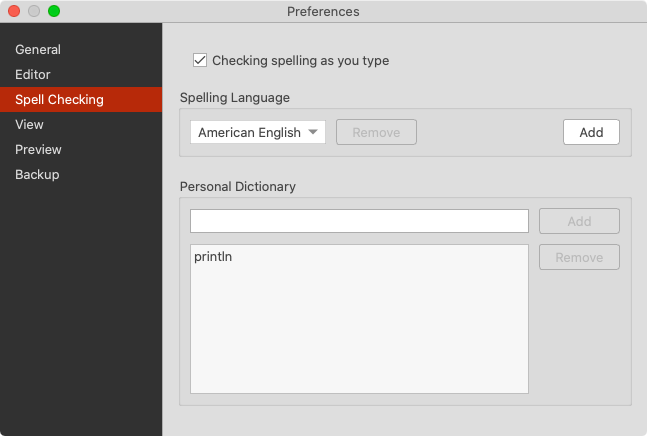 Preferences
General
Editor
Spell Checking
View
Preview
Backup
Checking spelling as you type
Spelling Language
American English Remove Add
Personal Dictionary
Add
println Remove